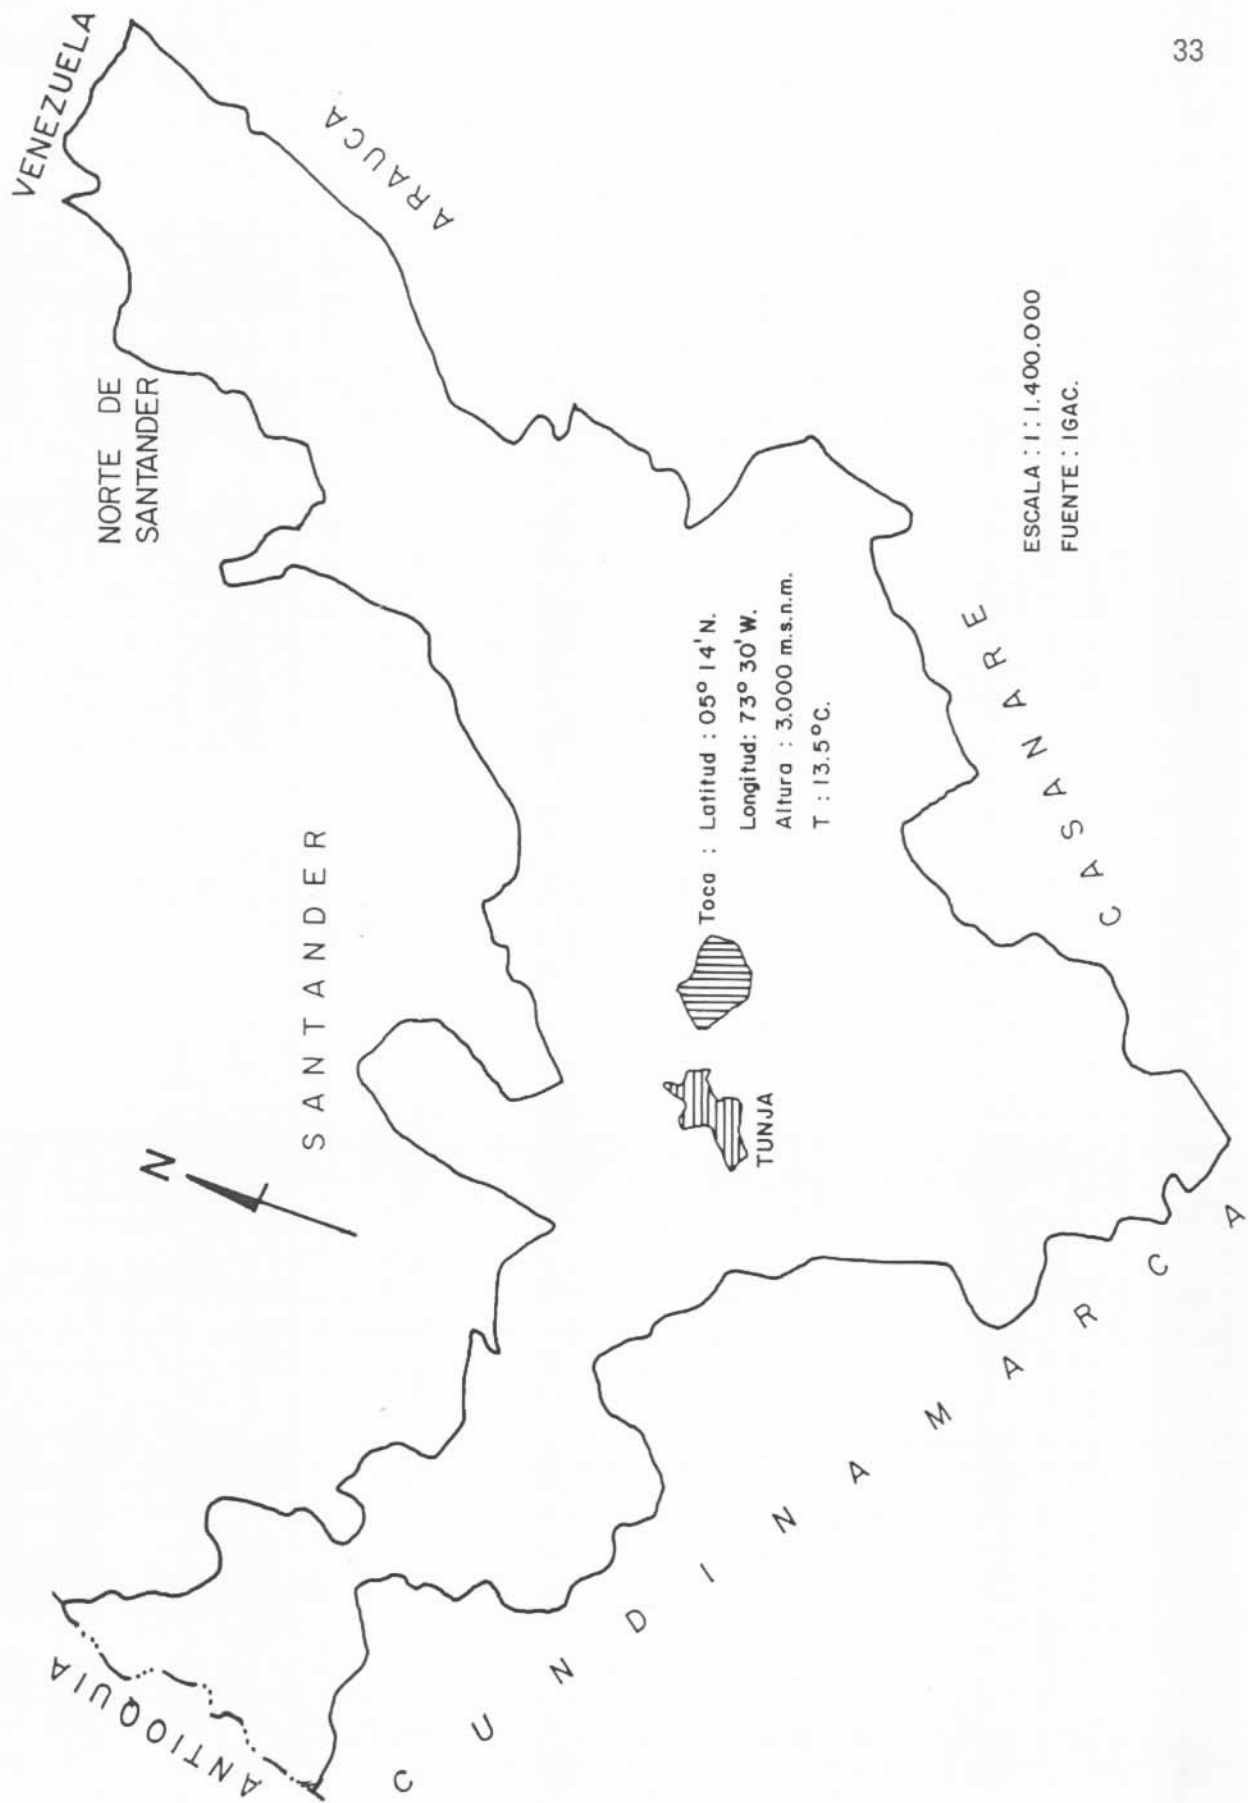 33
VENEZUELA
ARAUCA
NORTE DE
SANTANDER
SANTANDER
N
ANTIOQUIA
Toca : Latitud : 05° 14' N.
Longitud: 73° 30' W.
Altura : 3.000 m.s.n.m.
T : 13.5°C.
TUNJA
CASANARE
CUNDINAMARCA
ESCALA : 1: 1.400.000
FUENTE : IGAC.